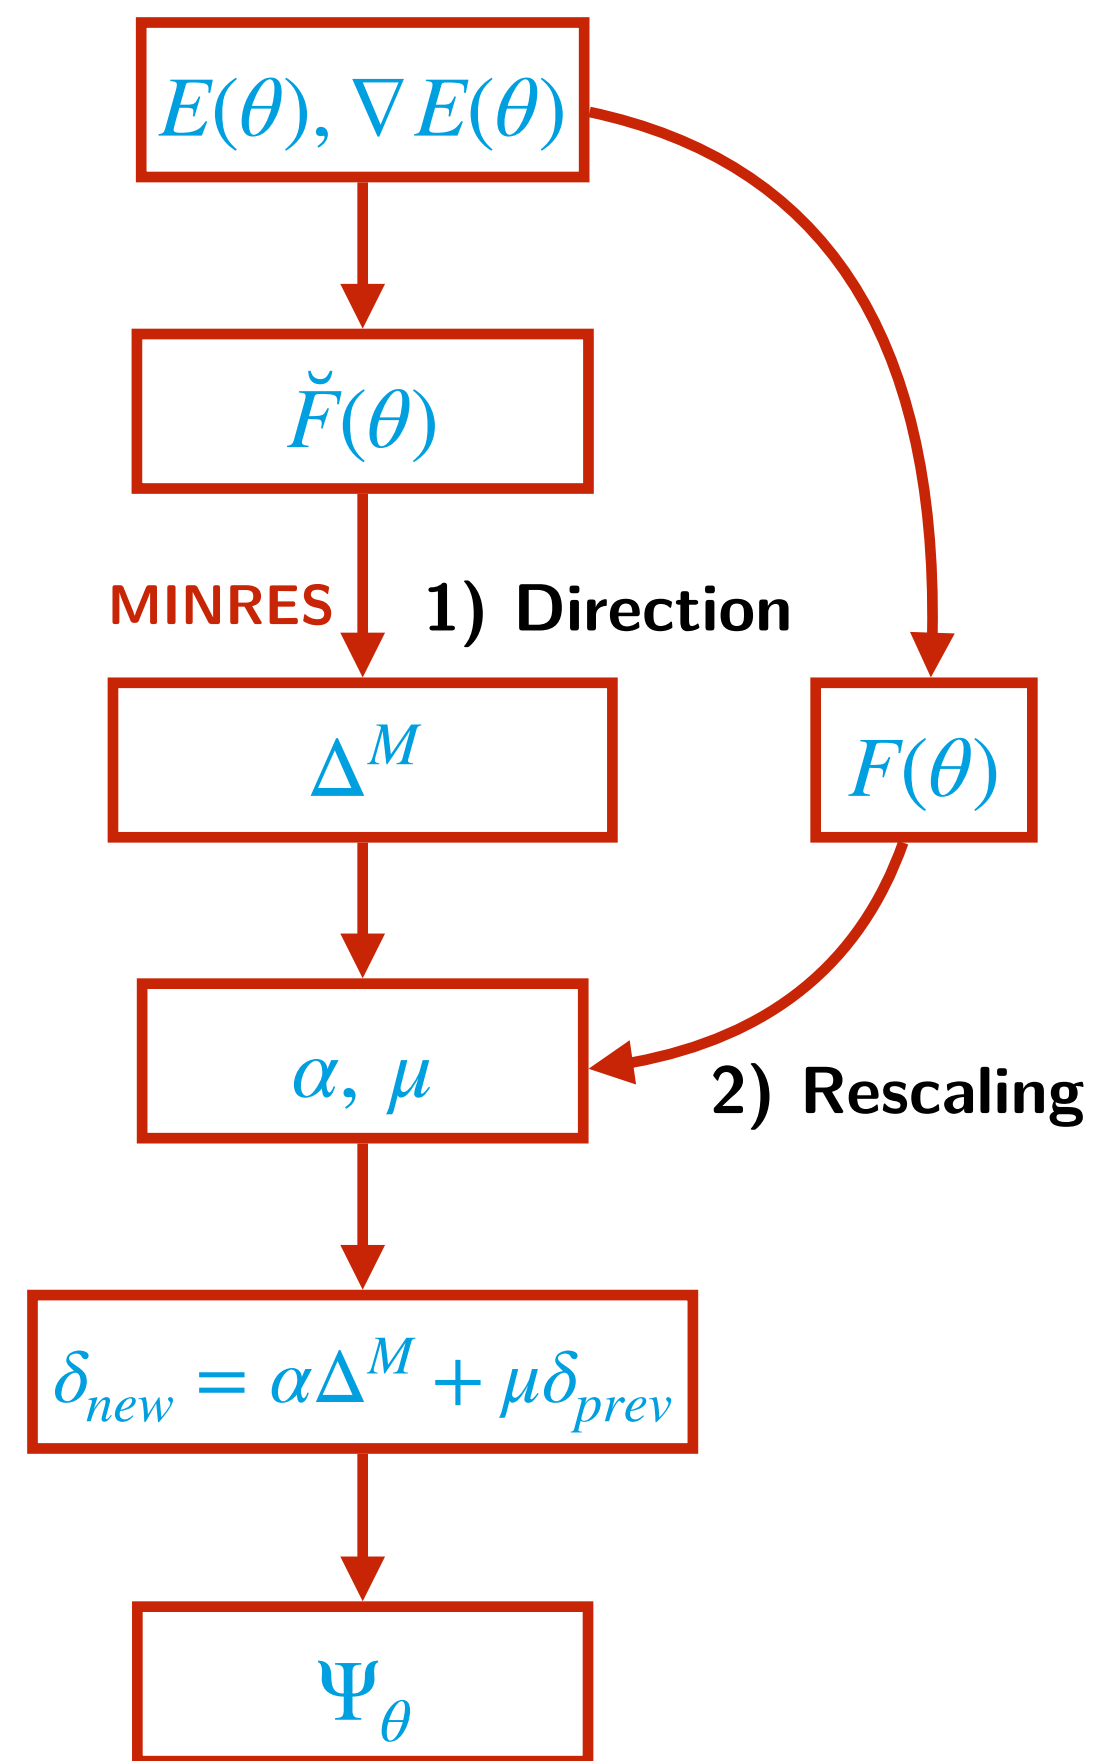 E(θ), ∇E(θ)
F̆(θ)
MINRES
1) Direction
Δ^M
F(θ)
α, μ
2) Rescaling
δ_new = αΔ^M + μδ_prev
Ψ_θ